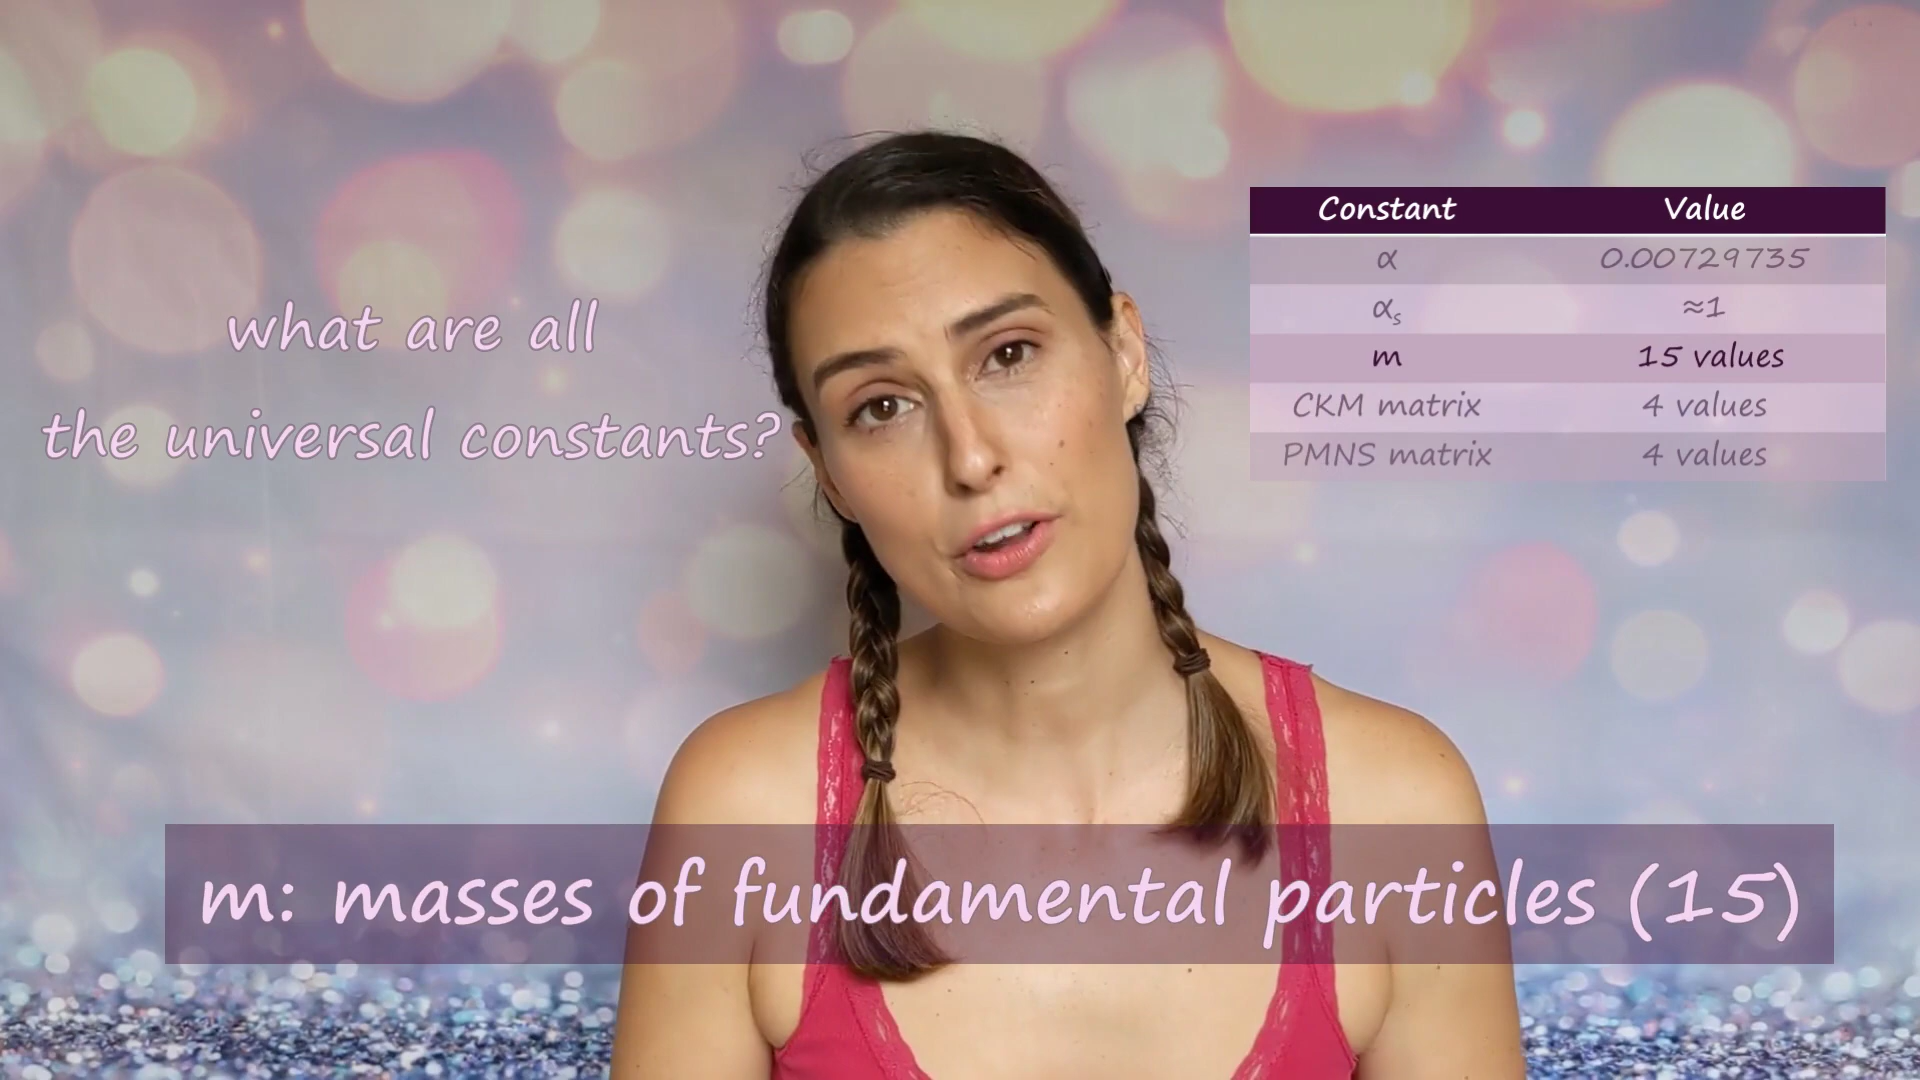 what are all
the universal constants?
Constant Value
α 0.00729735
αs ≈1
m 15 values
CKM matrix 4 values
PMNS matrix 4 values
m: masses of fundamental particles (15)